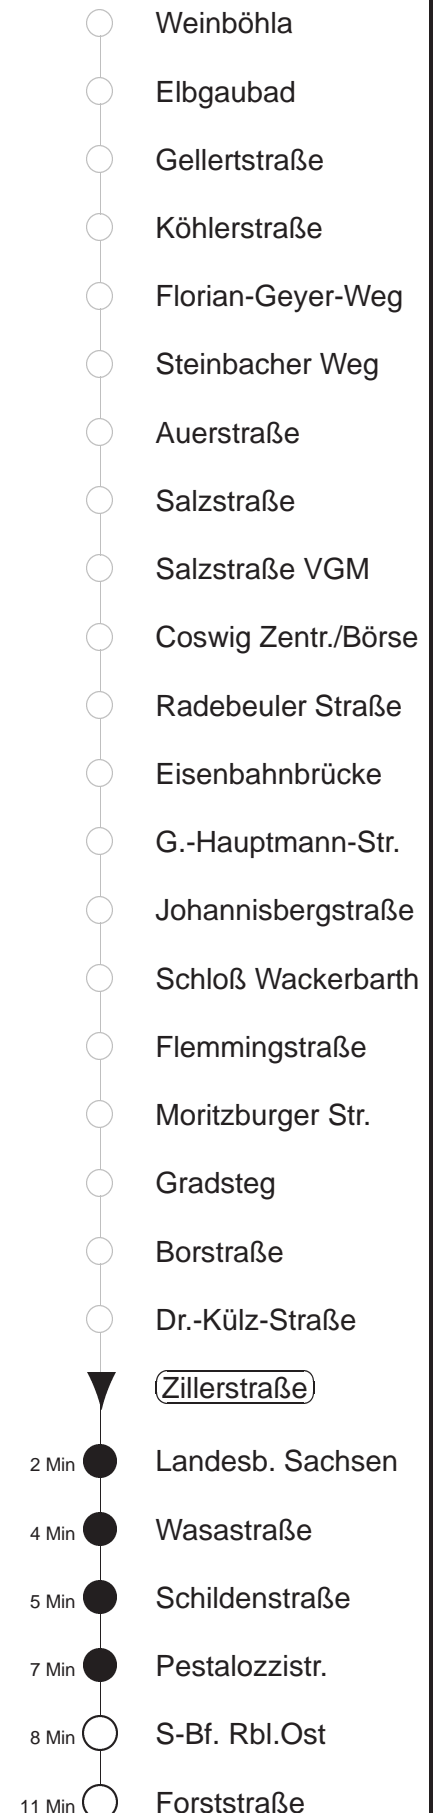 Weinböhla
Elbgaubad
Gellertstraße
Köhlerstraße
Florian-Geyer-Weg
Steinbacher Weg
Auerstraße
Salzstraße
Salzstraße VGM
Coswig Zentr./Börse
Radebeuler Straße
Eisenbahnbrücke
G.-Hauptmann-Str.
Johannisbergstraße
Schloß Wackerbarth
Flemmingstraße
Moritzburger Str.
Gradsteg
Borstraße
Dr.-Külz-Straße
Zillerstraße
2 Min Landesb. Sachsen
4 Min Wasastraße
5 Min Schildenstraße
7 Min Pestalozzistr.
8 Min S-Bf. Rbl.Ost
11 Min Forststraße